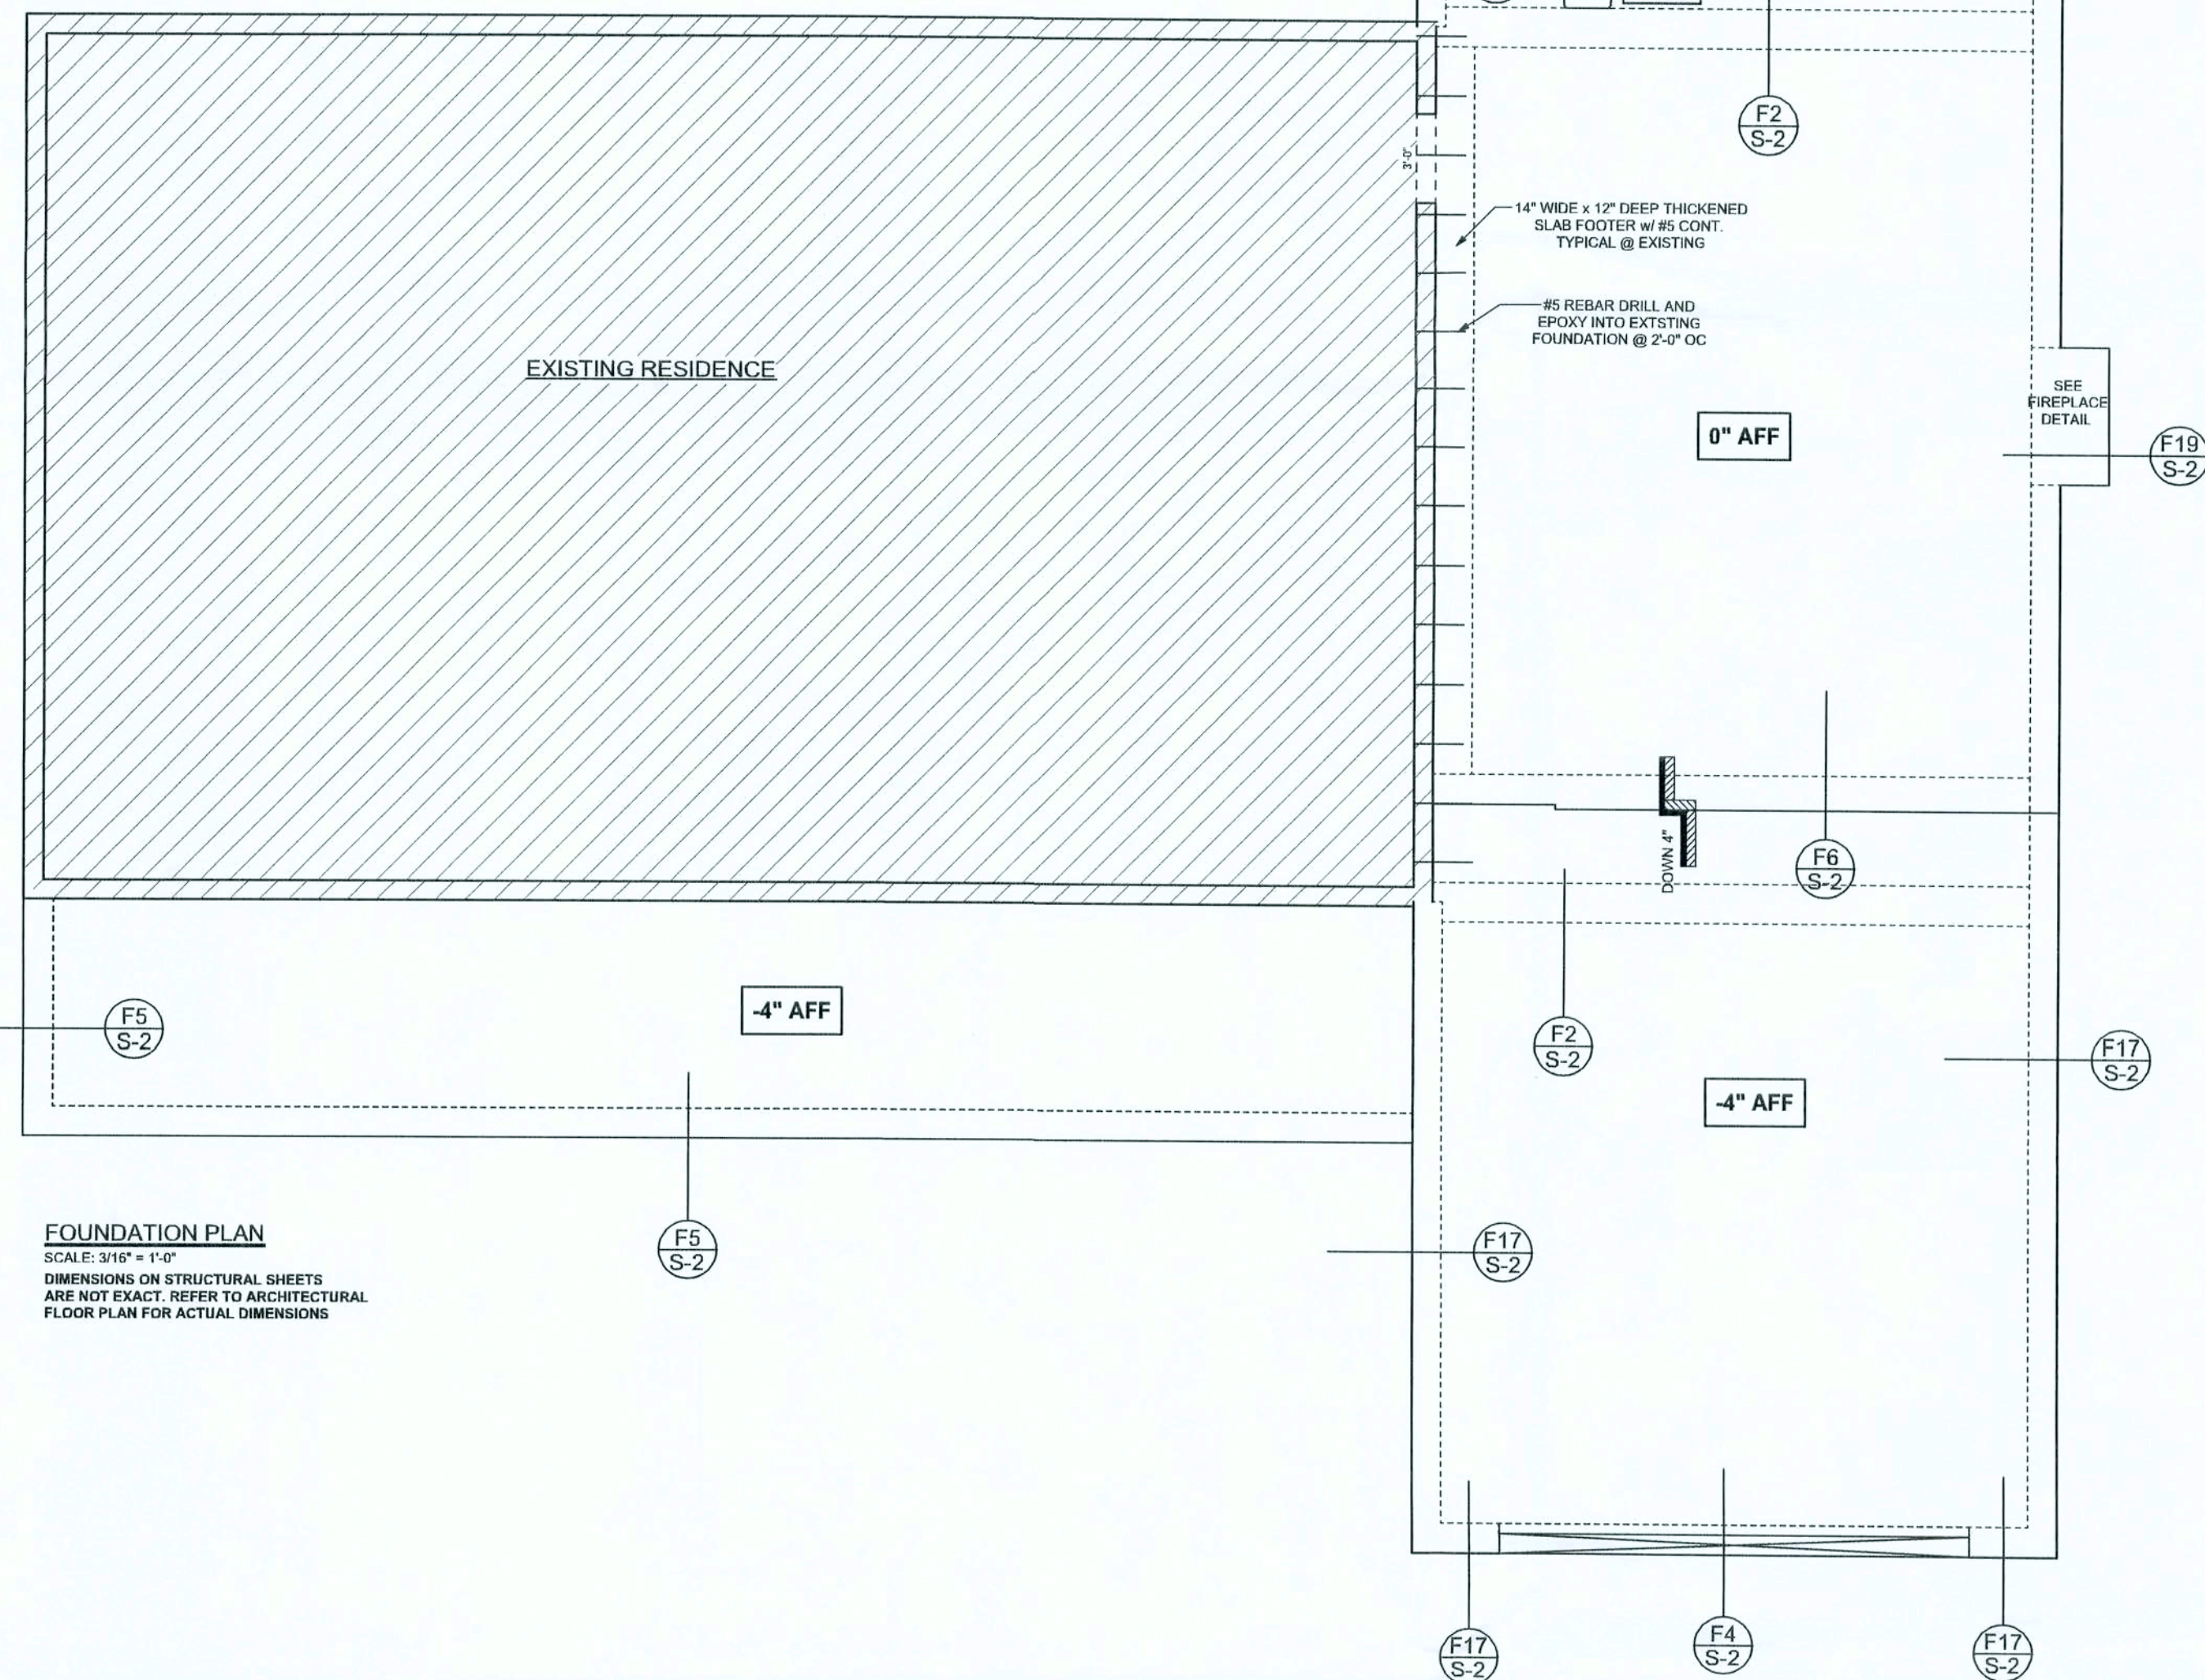 F2
S-2
3'-0"
14" WIDE x 12" DEEP THICKENED
SLAB FOOTER w/ #5 CONT.
TYPICAL @ EXISTING
#5 REBAR DRILL AND
EPOXY INTO EXTSTING
FOUNDATION @ 2'-0" OC
EXISTING RESIDENCE
SEE
FIREPLACE
DETAIL
0" AFF
F19
S-2
DOWN 4"
F6
S-2
-4" AFF
F5
S-2
F2
S-2
F17
S-2
-4" AFF
FOUNDATION PLAN
SCALE: 3/16" = 1'-0"
DIMENSIONS ON STRUCTURAL SHEETS
ARE NOT EXACT. REFER TO ARCHITECTURAL
FLOOR PLAN FOR ACTUAL DIMENSIONS
F5
S-2
F17
S-2
F17
S-2
F4
S-2
F17
S-2